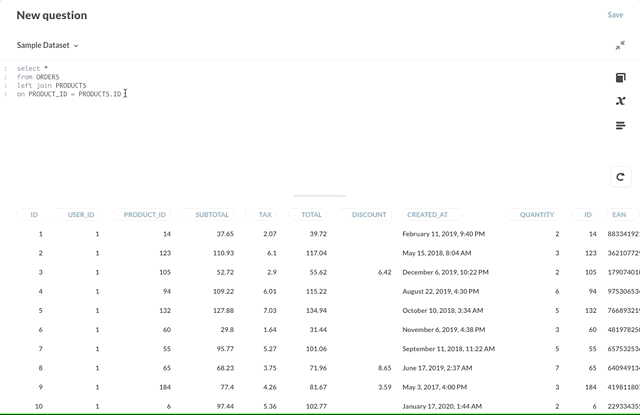 New question Save
Sample Dataset
1 select *
2 from ORDERS
3 left join PRODUCTS
4 on PRODUCT_ID = PRODUCTS.ID
ID USER_ID PRODUCT_ID SUBTOTAL TAX TOTAL DISCOUNT CREATED_AT QUANTITY ID EAN
1 1 14 37.65 2.07 39.72 February 11, 2019, 9:40 PM 2 14 88334192
2 1 123 110.93 6.1 117.04 May 15, 2018, 8:04 AM 3 123 362107729
3 1 105 52.72 2.9 55.62 6.42 December 6, 2019, 10:22 PM 2 105 179074018
4 1 94 109.22 6.01 115.22 August 22, 2019, 4:30 PM 6 94 975306534
5 1 132 127.88 7.03 134.94 October 10, 2018, 3:34 AM 5 132 766893219
6 1 60 29.8 1.64 31.44 November 6, 2019, 4:38 PM 3 60 481978250
7 1 55 95.77 5.27 101.06 September 11, 2018, 11:22 AM 5 55 657532536
8 1 65 68.23 3.75 71.96 8.65 June 17, 2019, 2:37 AM 7 65 640949134
9 1 184 77.4 4.26 81.67 3.59 May 3, 2017, 4:00 PM 3 184 419811807
10 1 6 97.44 5.36 102.77 January 17, 2020, 1:44 AM 2 6 229334355